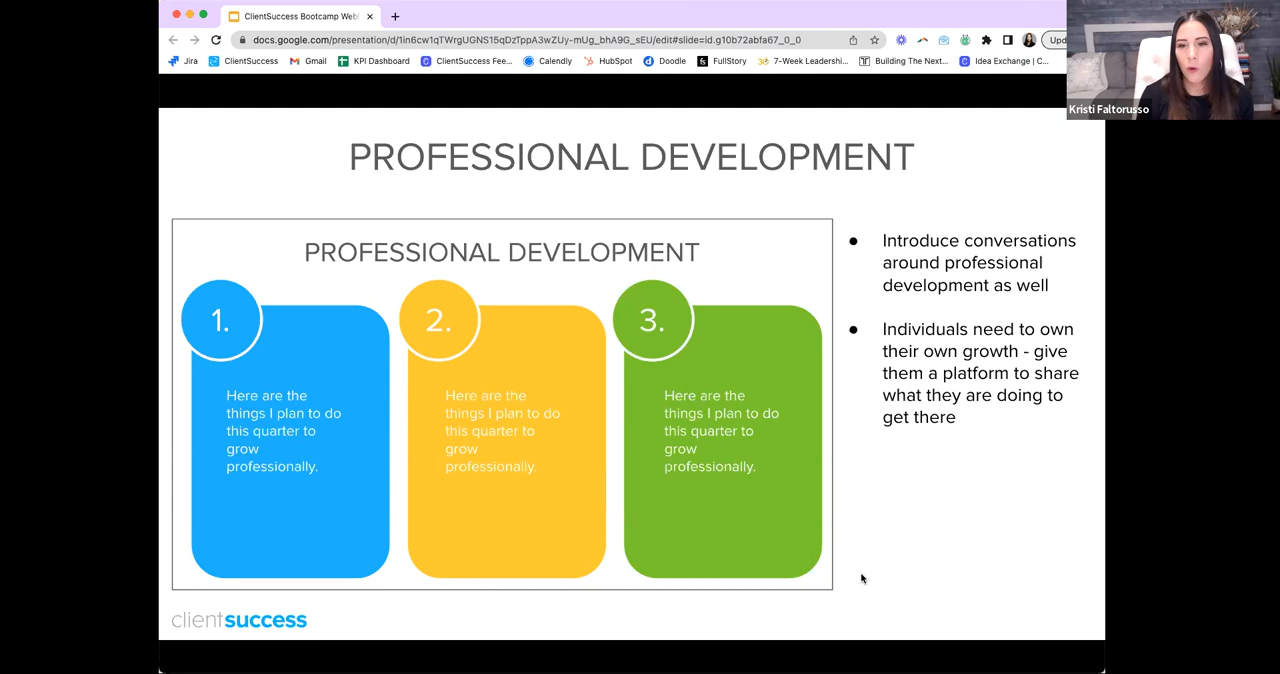 ClientSuccess Bootcamp Web
docs.google.com/presentation/d/1In6cw1qTWrgUGNS15qDzTppA3wZUy-mUg_bhA9G_sEU/edit#slide=id.g10b72abfa67_0_0
Upd
Jira ClientSuccess Gmail KPI Dashboard ClientSuccess Fee... Calendly HubSpot Doodle FullStory 7-Week Leadershi... Building The Next... Idea Exchange | C...
Kristi Faltorusso
PROFESSIONAL DEVELOPMENT
PROFESSIONAL DEVELOPMENT
1.
Here are the
things I plan to do
this quarter to
grow
professionally.
2.
Here are the
things I plan to do
this quarter to
grow
professionally.
3.
Here are the
things I plan to do
this quarter to
grow
professionally.
● Introduce conversations
around professional
development as well
● Individuals need to own
their own growth - give
them a platform to share
what they are doing to
get there
clientsuccess